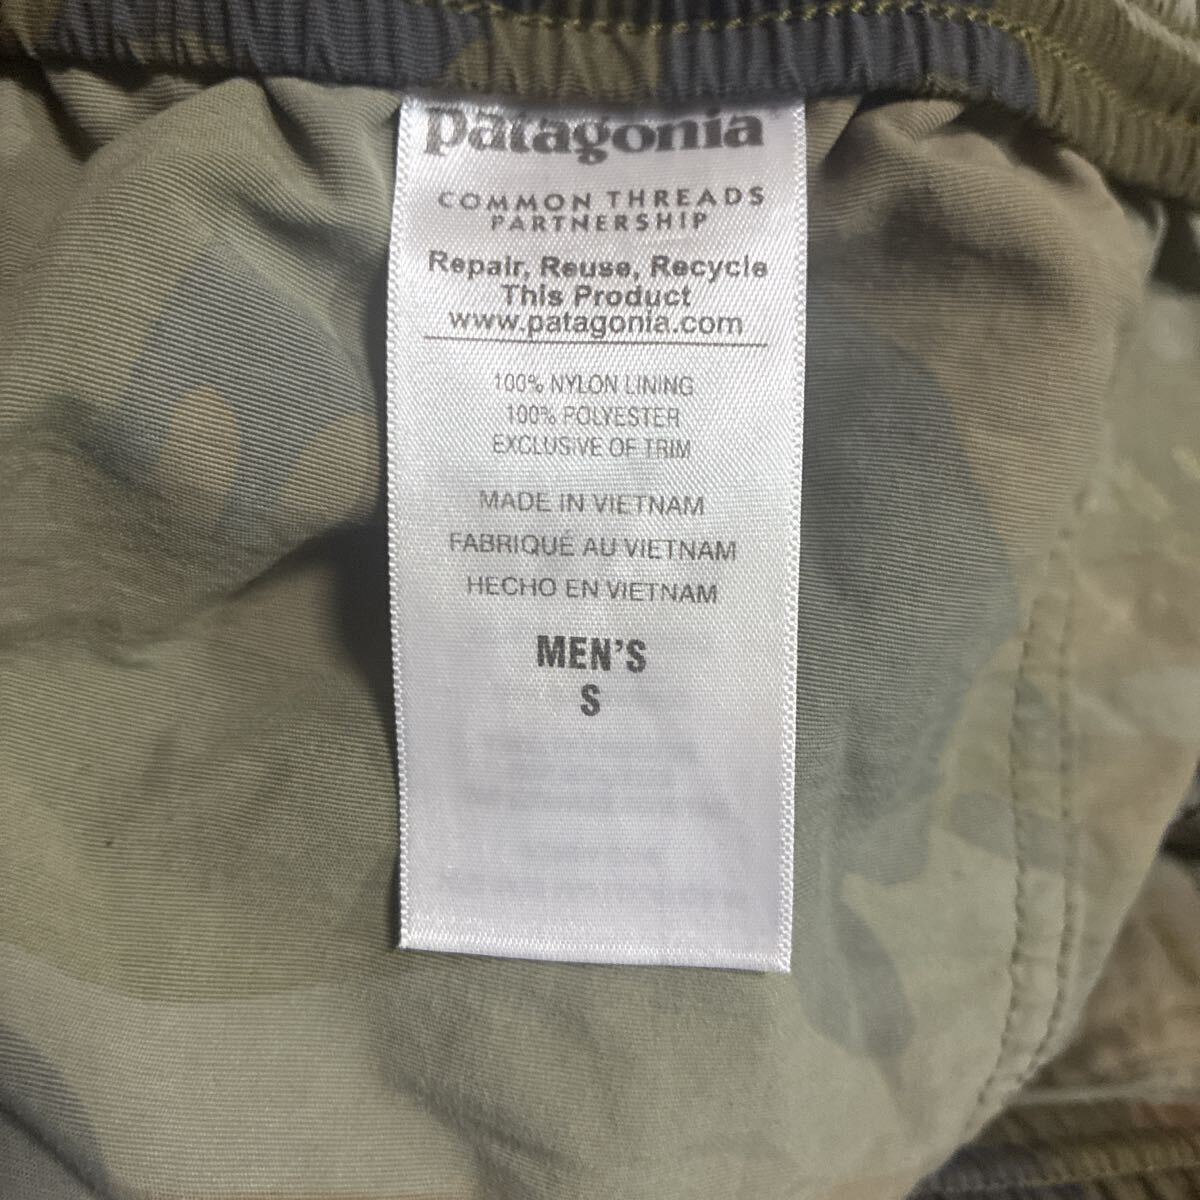 patagonia
COMMON THREADS
PARTNERSHIP
Repair, Reuse, Recycle
This Product
www.patagonia.com
100% NYLON LINING
100% POLYESTER
EXCLUSIVE OF TRIM
MADE IN VIETNAM
FABRIQUÉ AU VIETNAM
HECHO EN VIETNAM
MEN'S
S